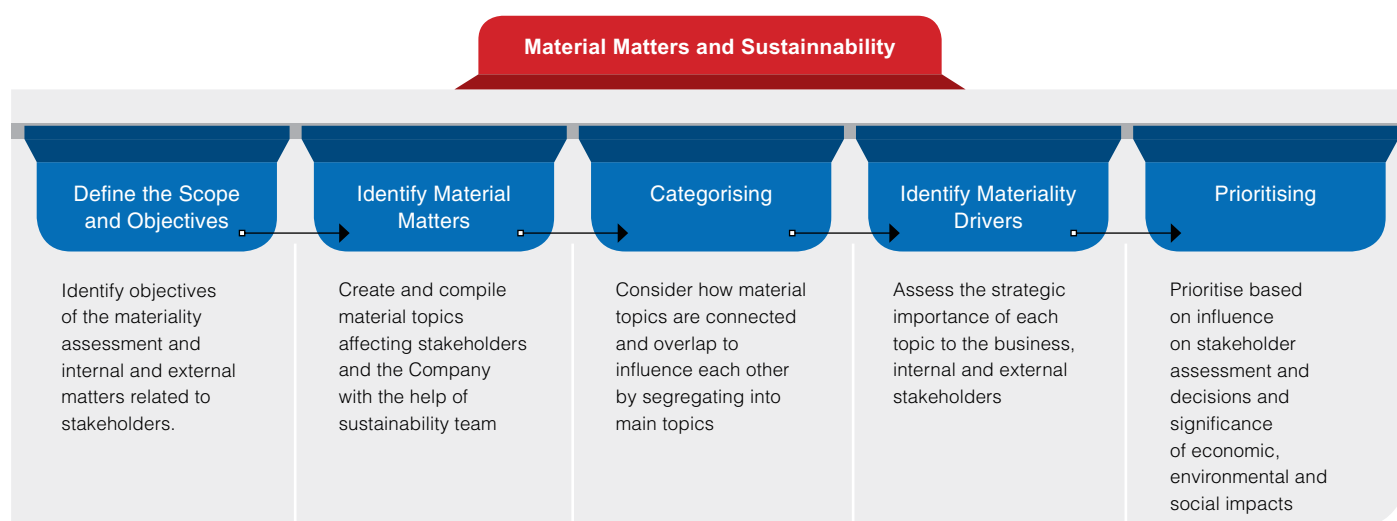 Material Matters and Sustainnability
Define the Scope
and Objectives
Identify objectives
of the materiality
assessment and
internal and external
matters related to
stakeholders.
Identify Material
Matters
Create and compile
material topics
affecting stakeholders
and the Company
with the help of
sustainability team
Categorising
Consider how material
topics are connected
and overlap to
influence each other
by segregating into
main topics
Identify Materiality
Drivers
Assess the strategic
importance of each
topic to the business,
internal and external
stakeholders
Prioritising
Prioritise based
on influence
on stakeholder
assessment and
decisions and
significance
of economic,
environmental and
social impacts